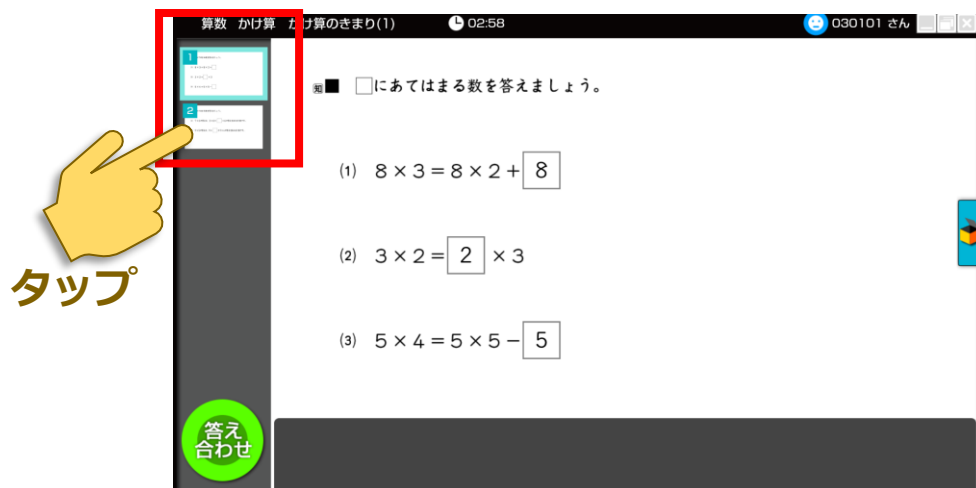 算数 かけ算 かけ算のきまり(1) 02:58 030101 さん
1
2
タップ
知 ■ □にあてはまる数を答えましょう。
(1) 8×3=8×2+8
(2) 3×2=2×3
(3) 5×4=5×5−5
答え
合わせ